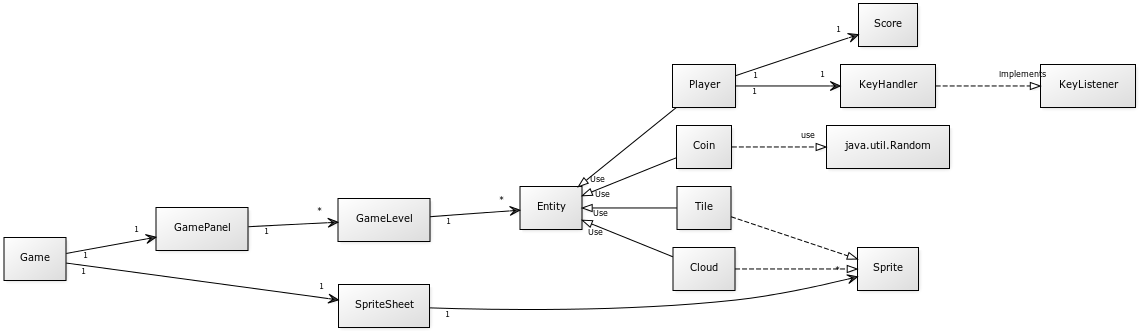 Score
1
1
Player
1
1
KeyHandler
Implements
KeyListener
Coin
use
java.util.Random
Use
Use
Entity
Use
Use
Tile
*
GameLevel
1
*
GamePanel
1
1
Game
1
1
1
SpriteSheet
1
Cloud
*
Sprite